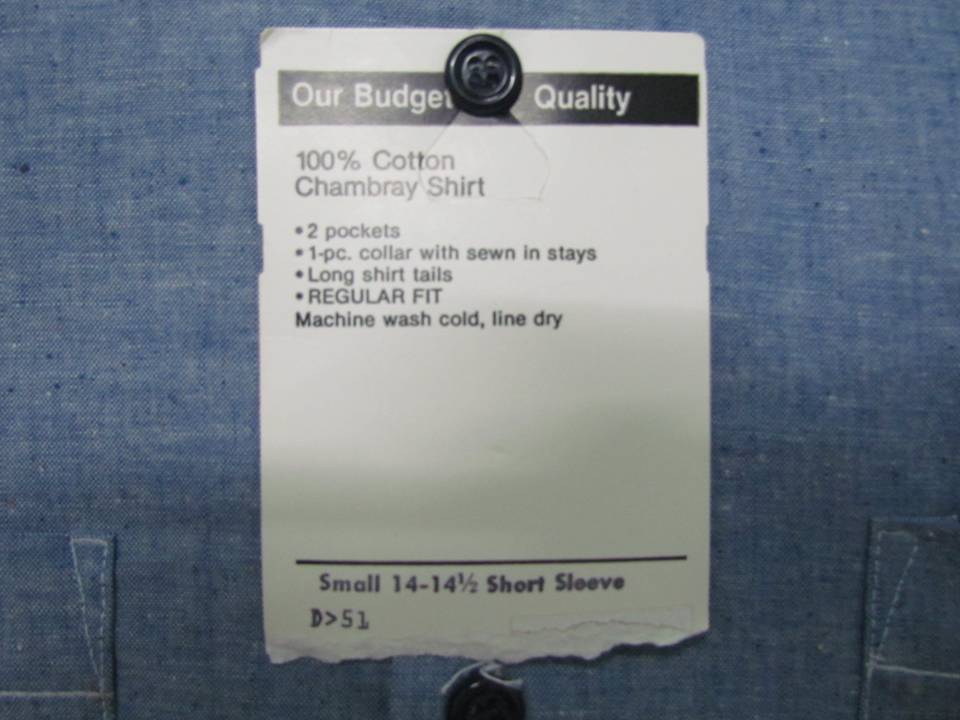 Our Budget Quality
100% Cotton
Chambray Shirt
• 2 pockets
• 1-pc. collar with sewn in stays
• Long shirt tails
• REGULAR FIT
Machine wash cold, line dry
Small 14-14½ Short Sleeve
D>51